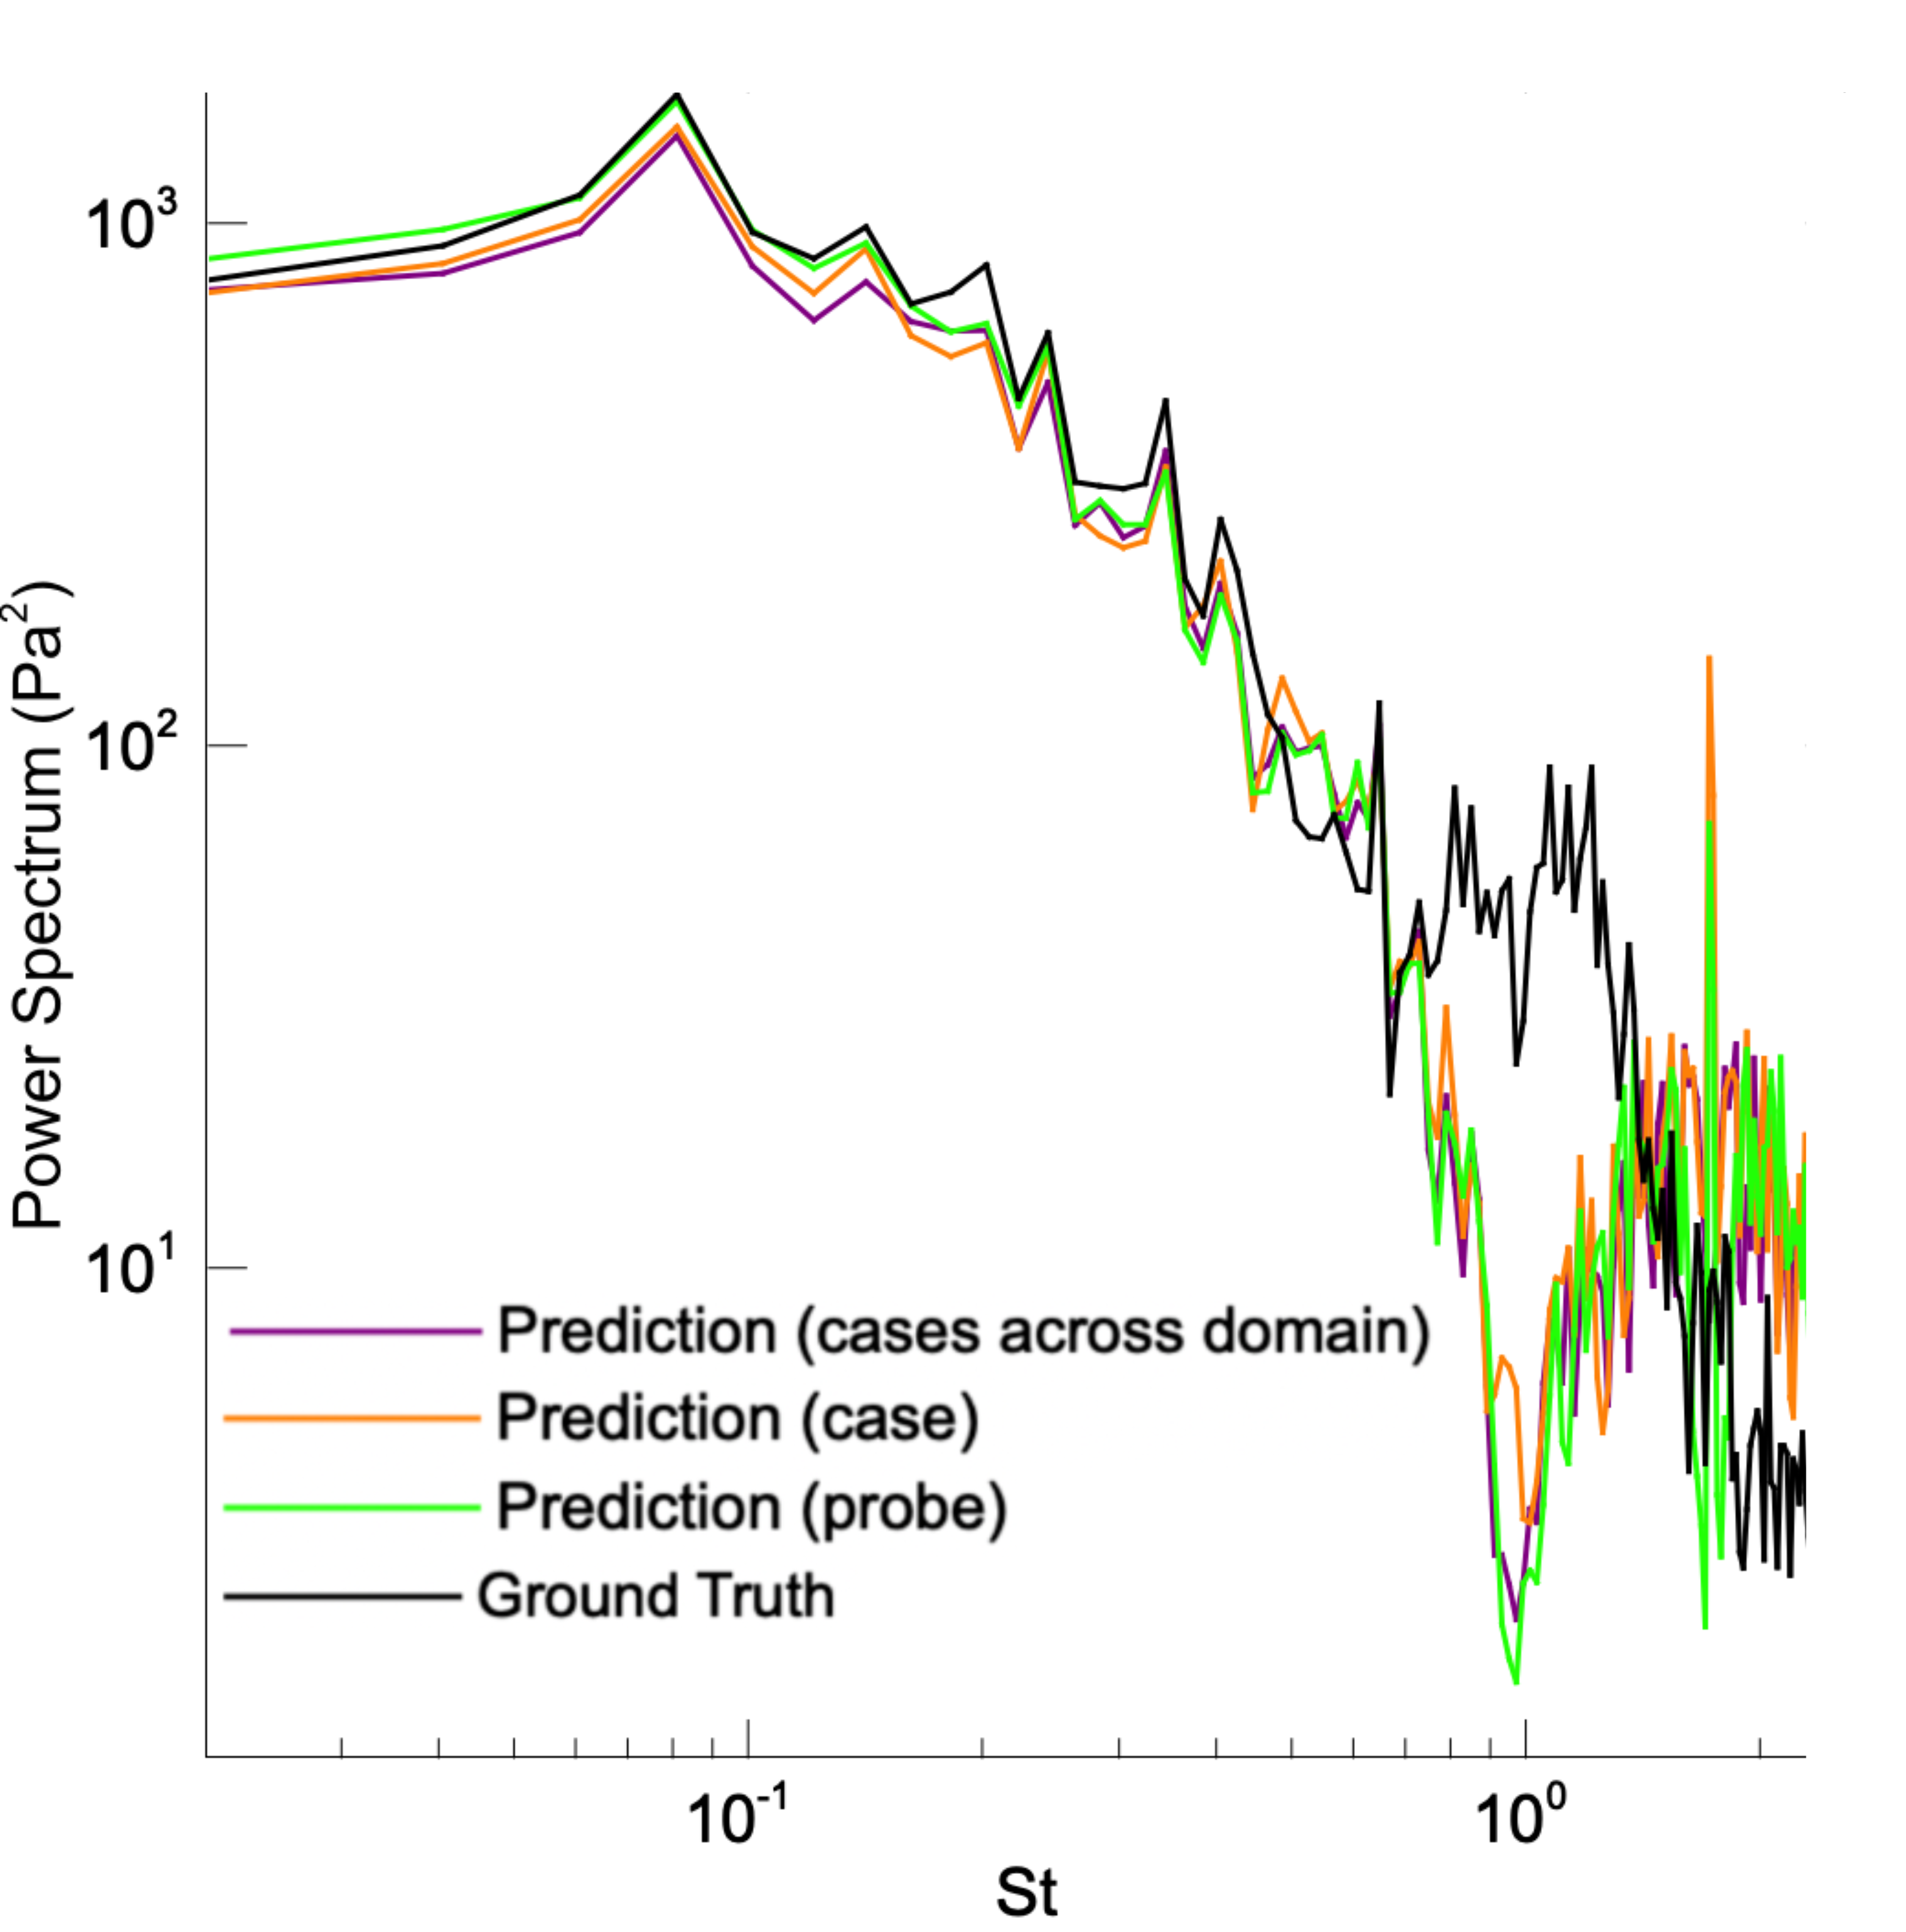 Power Spectrum (Pa²)
10³
10²
10¹
Prediction (cases across domain)
Prediction (case)
Prediction (probe)
Ground Truth
10⁻¹
10⁰
St